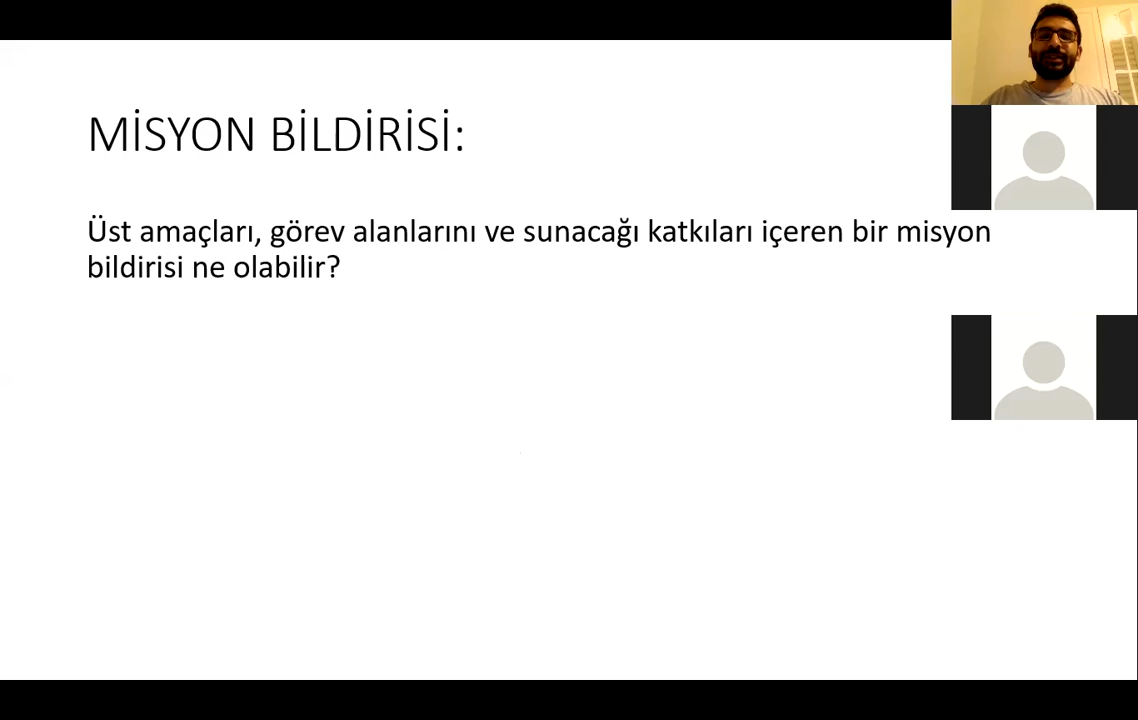 MİSYON BİLDİRİSİ:
Üst amaçları, görev alanlarını ve sunacağı katkıları içeren bir misyon
bildirisi ne olabilir?